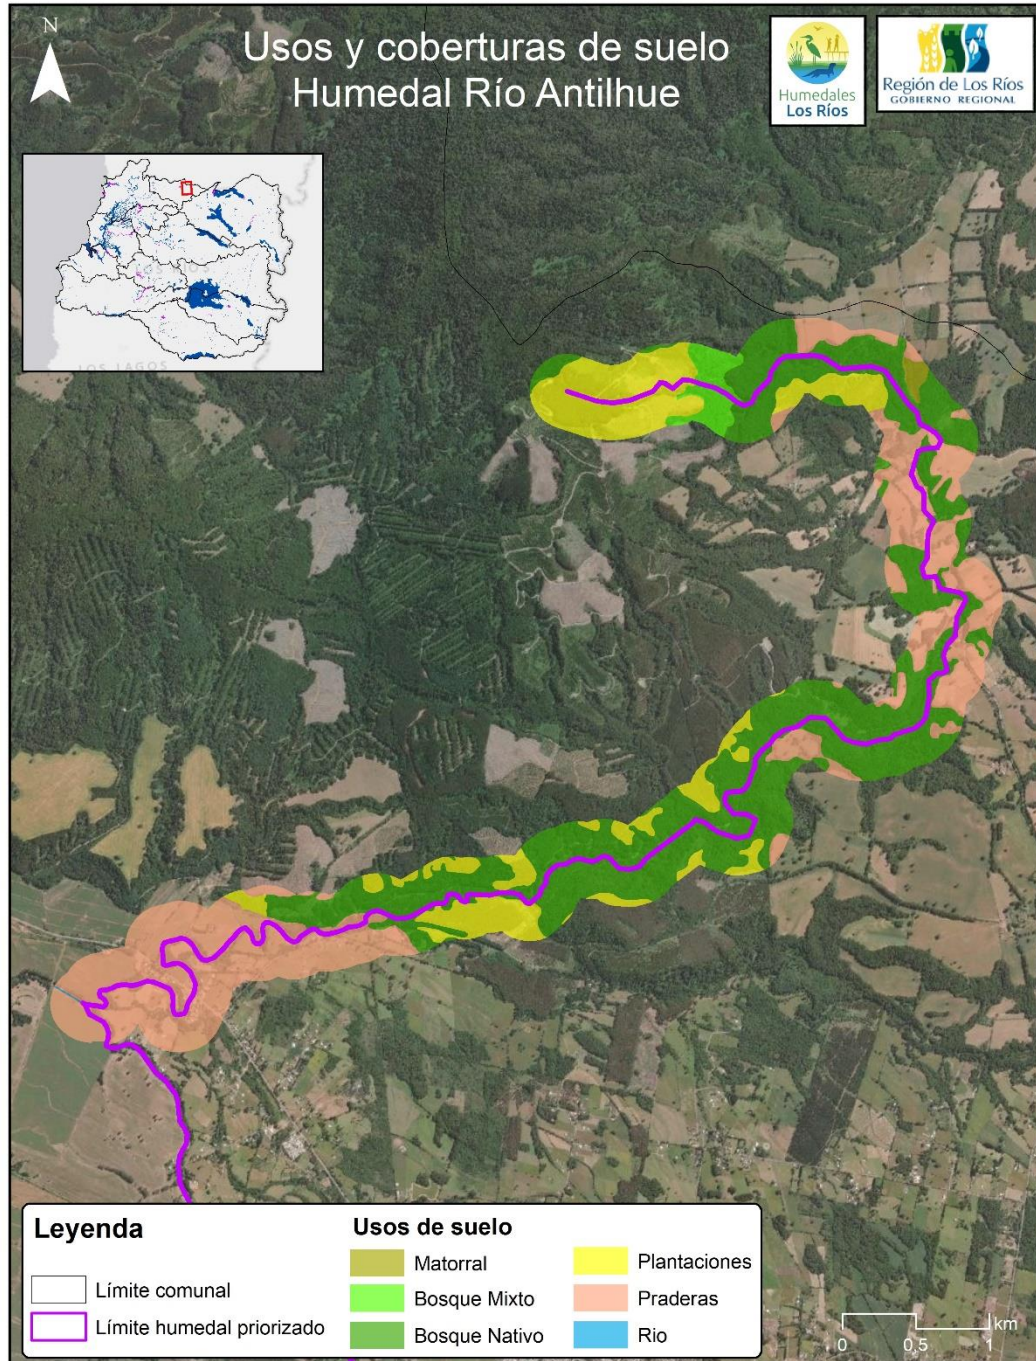 N
Usos y coberturas de suelo
Humedal Río Antilhue
Humedales
Los Ríos
Región de Los Ríos
GOBIERNO REGIONAL
LOS RÍOS
LOS LAGOS
Leyenda
Límite comunal
Límite humedal priorizado
Usos de suelo
Matorral
Bosque Mixto
Bosque Nativo
Plantaciones
Praderas
Rio
km
0 0,5 1